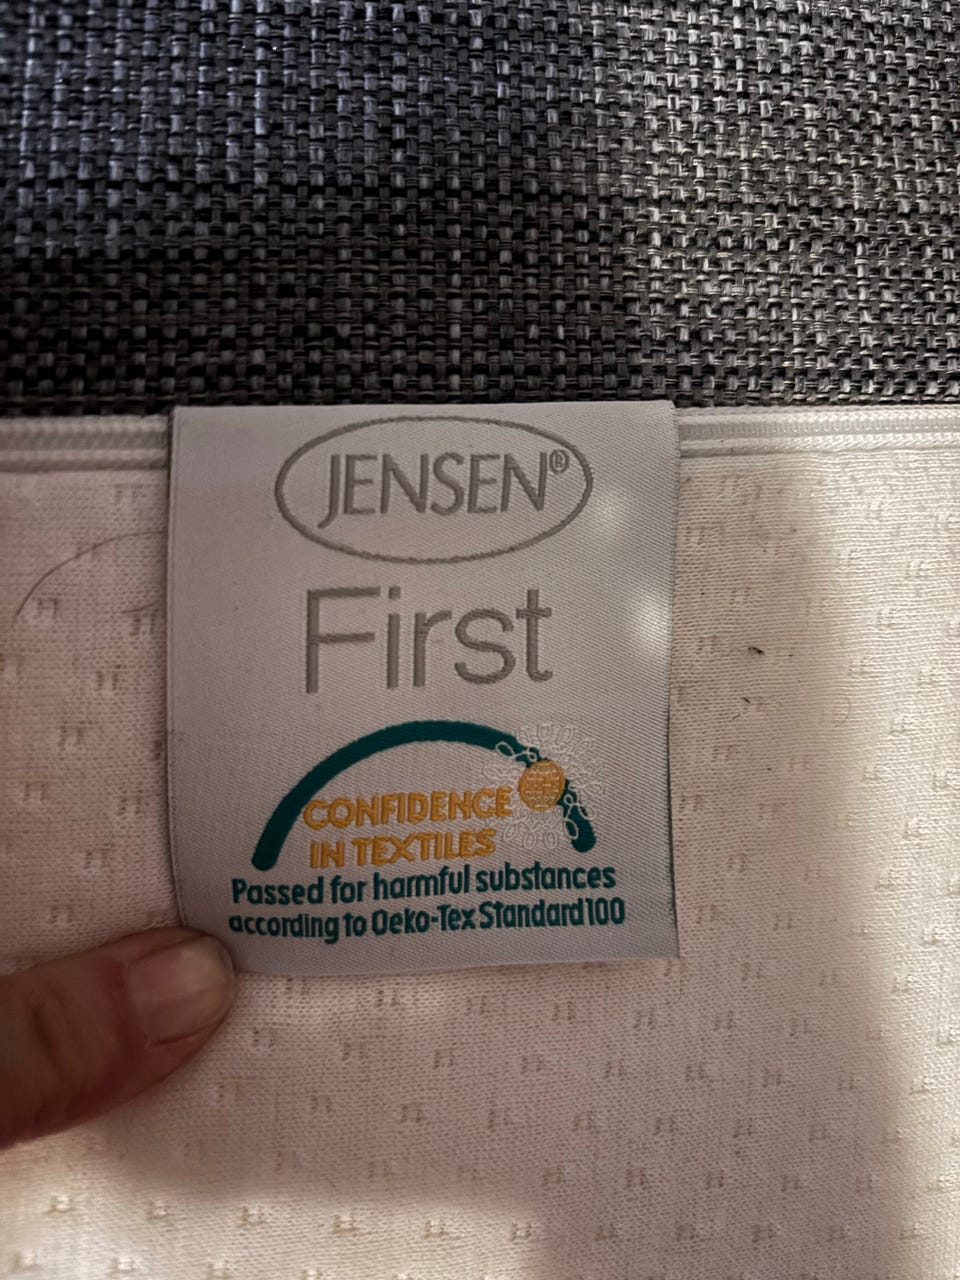 JENSEN®
First
CONFIDENCE
IN TEXTILES
Passed for harmful substances
according to Oeko-Tex Standard 100